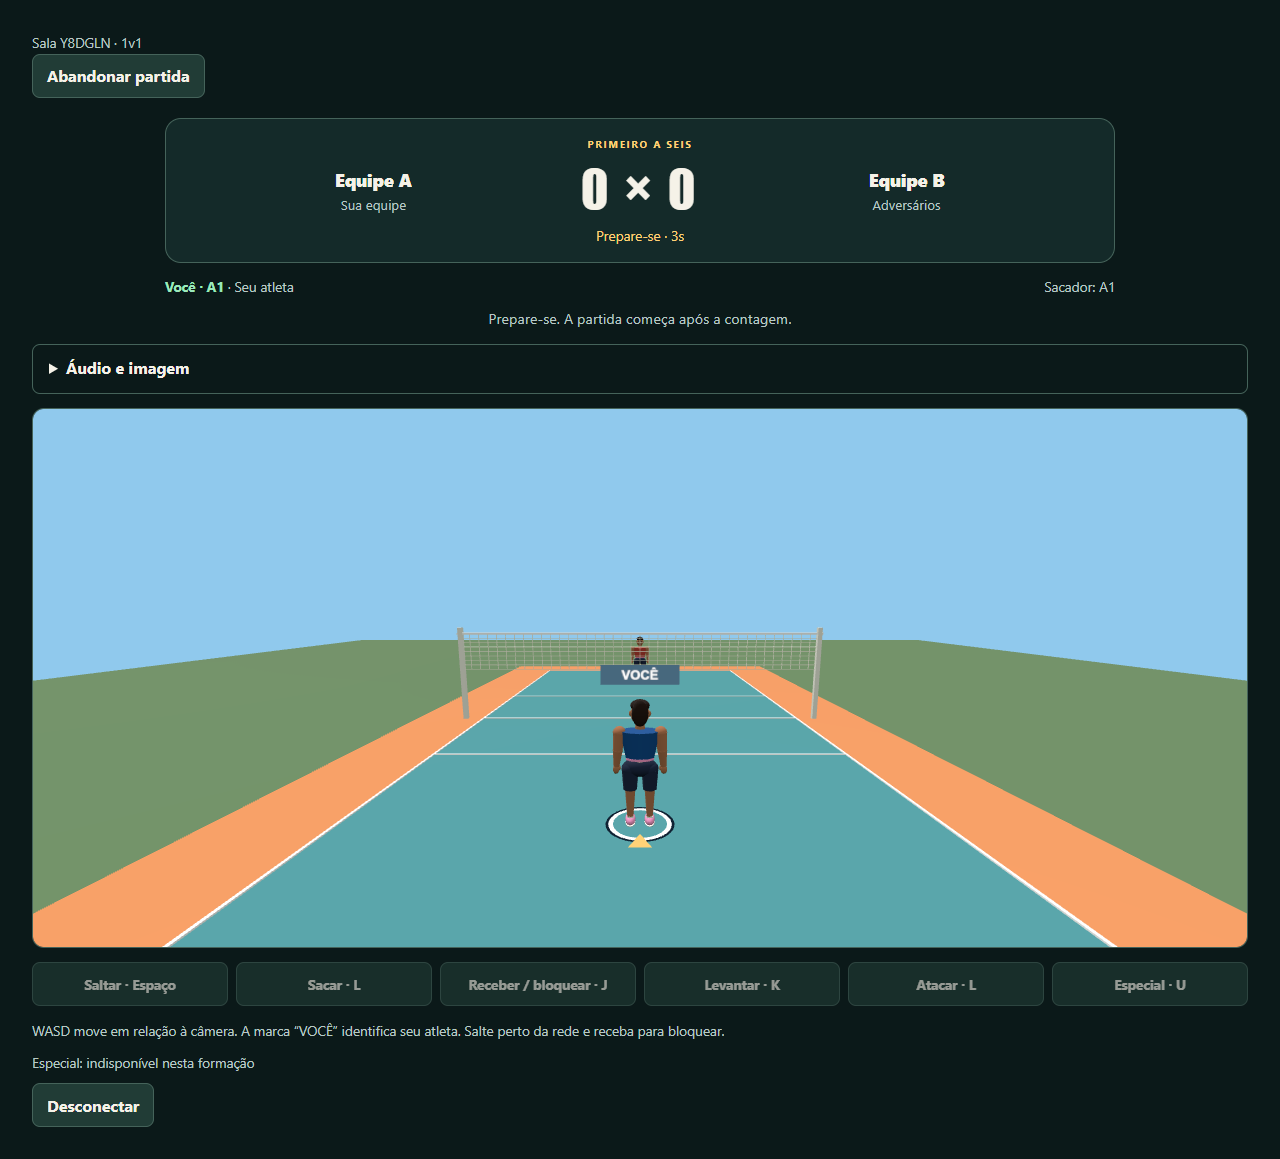 Sala Y8DGLN · 1v1
Abandonar partida
PRIMEIRO A SEIS
Equipe A
Sua equipe
0 × 0
Equipe B
Adversários
Prepare-se · 3s
Você · A1 · Seu atleta
Sacador: A1
Prepare-se. A partida começa após a contagem.
Áudio e imagem
VOCÊ
Saltar · Espaço
Sacar · L
Receber / bloquear · J
Levantar · K
Atacar · L
Especial · U
WASD move em relação à câmera. A marca “VOCÊ” identifica seu atleta. Salte perto da rede e receba para bloquear.
Especial: indisponível nesta formação
Desconectar